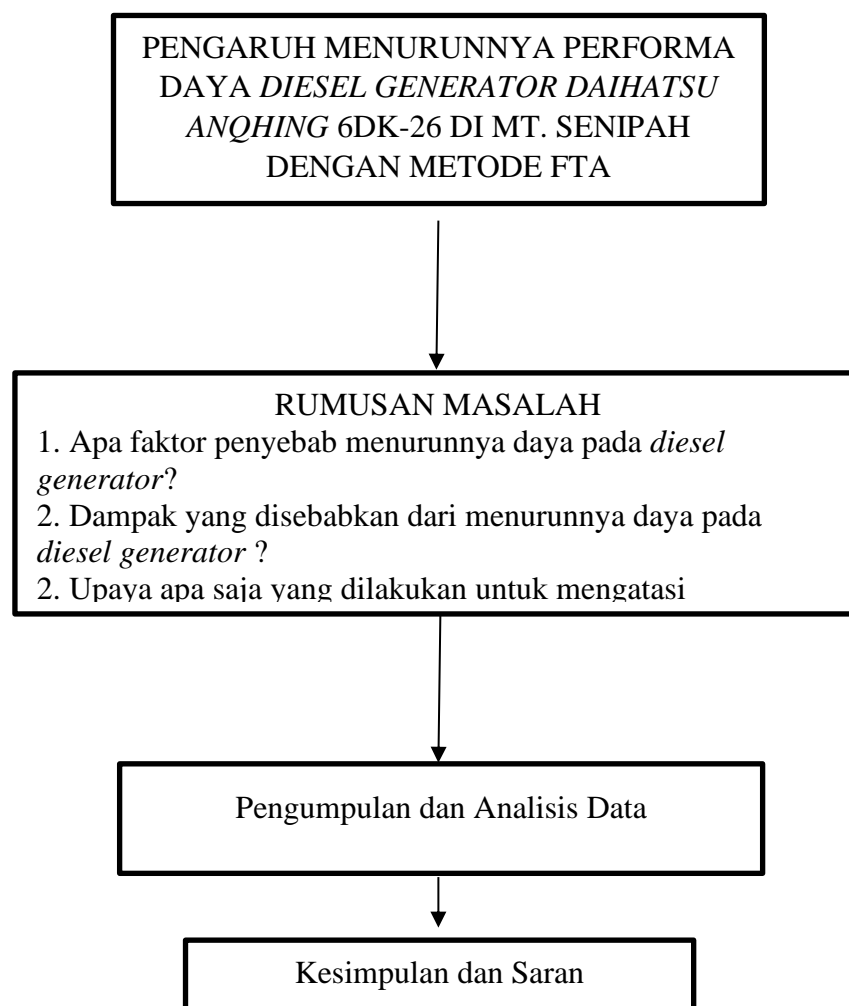 PENGARUH MENURUNNYA PERFORMA
DAYA DIESEL GENERATOR DAIHATSU
ANQHING 6DK-26 DI MT. SENIPAH
DENGAN METODE FTA
RUMUSAN MASALAH
1. Apa faktor penyebab menurunnya daya pada diesel
generator?
2. Dampak yang disebabkan dari menurunnya daya pada
diesel generator ?
2. Upaya apa saja yang dilakukan untuk mengatasi
Pengumpulan dan Analisis Data
Kesimpulan dan Saran